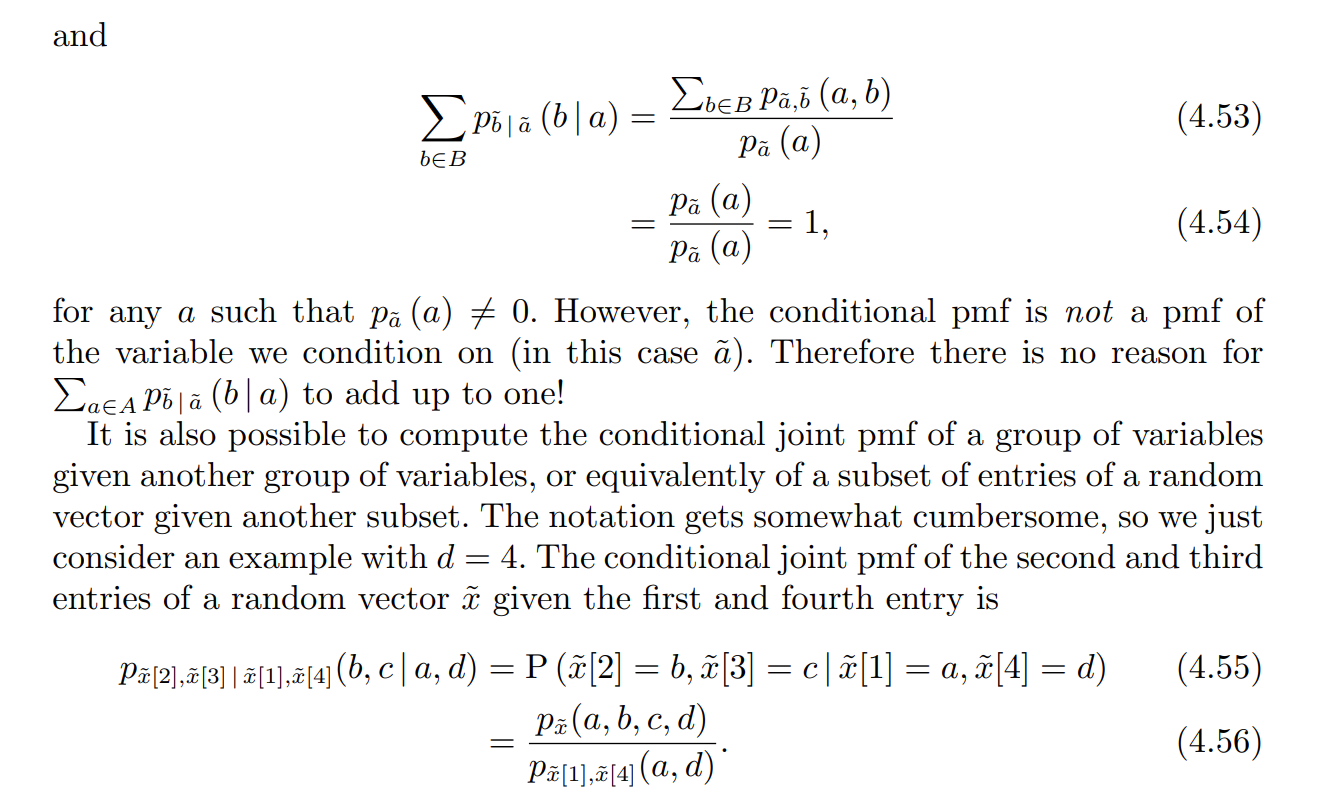 and
$$\sum_{b \in B} p_{\tilde{b} \,|\, \tilde{a}} (b \,|\, a) = \frac{\sum_{b \in B} p_{\tilde{a}, \tilde{b}} (a, b)}{p_{\tilde{a}} (a)} \quad (4.53)$$
$$= \frac{p_{\tilde{a}} (a)}{p_{\tilde{a}} (a)} = 1, \quad (4.54)$$
for any $a$ such that $p_{\tilde{a}} (a) \neq 0$. However, the conditional pmf is *not* a pmf of
the variable we condition on (in this case $\tilde{a}$). Therefore there is no reason for
$\sum_{a \in A} p_{\tilde{b} \,|\, \tilde{a}} (b \,|\, a)$ to add up to one!
It is also possible to compute the conditional joint pmf of a group of variables
given another group of variables, or equivalently of a subset of entries of a random
vector given another subset. The notation gets somewhat cumbersome, so we just
consider an example with $d = 4$. The conditional joint pmf of the second and third
entries of a random vector $\tilde{x}$ given the first and fourth entry is
$$p_{\tilde{x}[2], \tilde{x}[3] \,|\, \tilde{x}[1], \tilde{x}[4]} (b, c \,|\, a, d) = \mathrm{P} (\tilde{x}[2] = b, \tilde{x}[3] = c \,|\, \tilde{x}[1] = a, \tilde{x}[4] = d) \quad (4.55)$$
$$= \frac{p_{\tilde{x}} (a, b, c, d)}{p_{\tilde{x}[1], \tilde{x}[4]} (a, d)}. \quad (4.56)$$